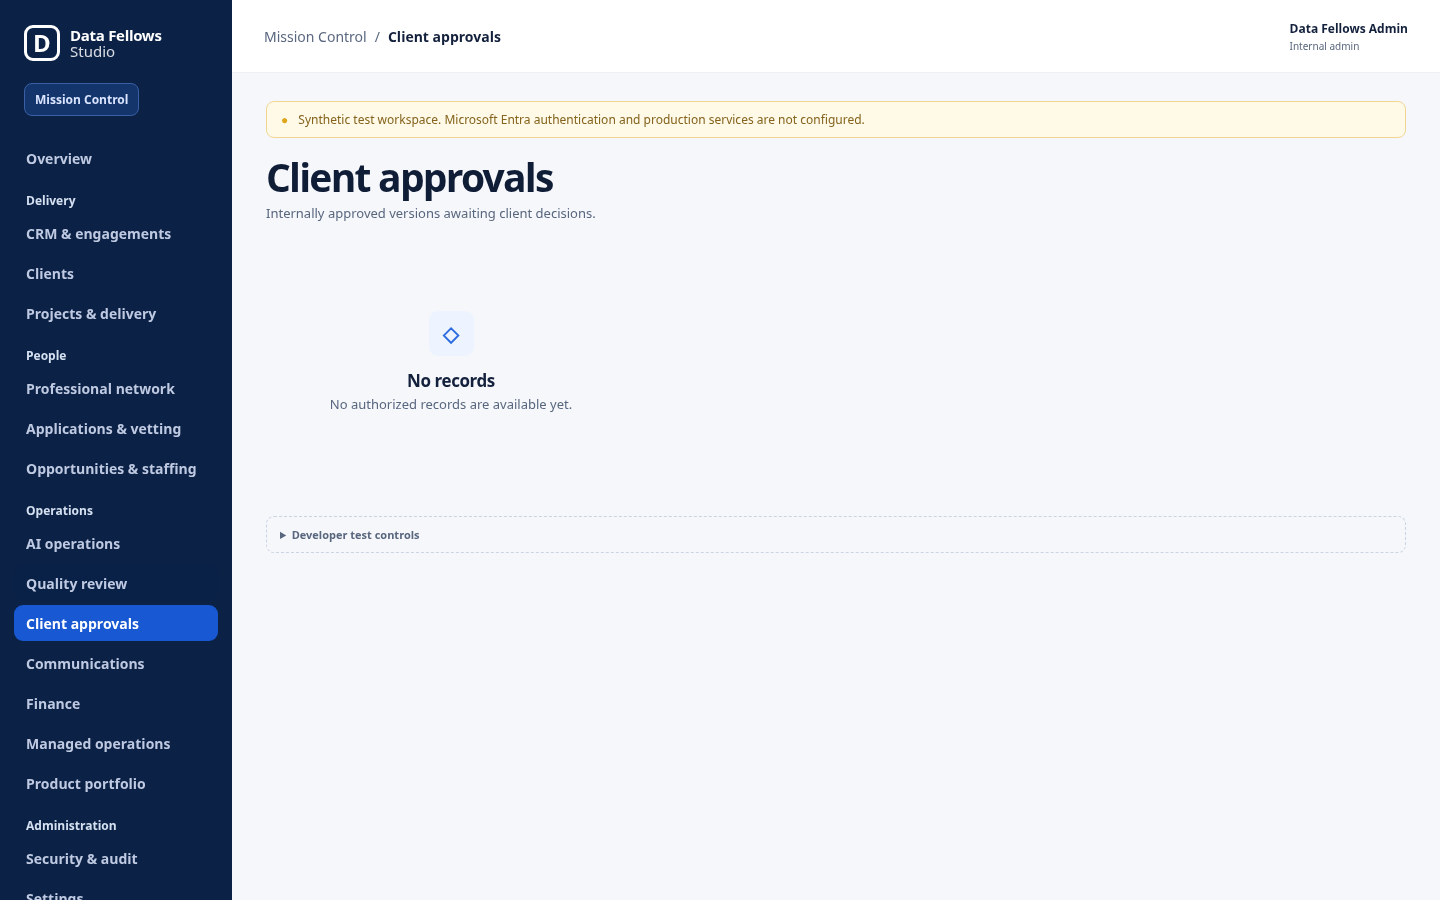 D
Data Fellows
Studio
Mission Control
Overview
Delivery
CRM & engagements
Clients
Projects & delivery
People
Professional network
Applications & vetting
Opportunities & staffing
Operations
AI operations
Quality review
Client approvals
Communications
Finance
Managed operations
Product portfolio
Administration
Security & audit
Settings
Mission Control / Client approvals
Data Fellows Admin
Internal admin
Synthetic test workspace. Microsoft Entra authentication and production services are not configured.
Client approvals
Internally approved versions awaiting client decisions.
No records
No authorized records are available yet.
Developer test controls